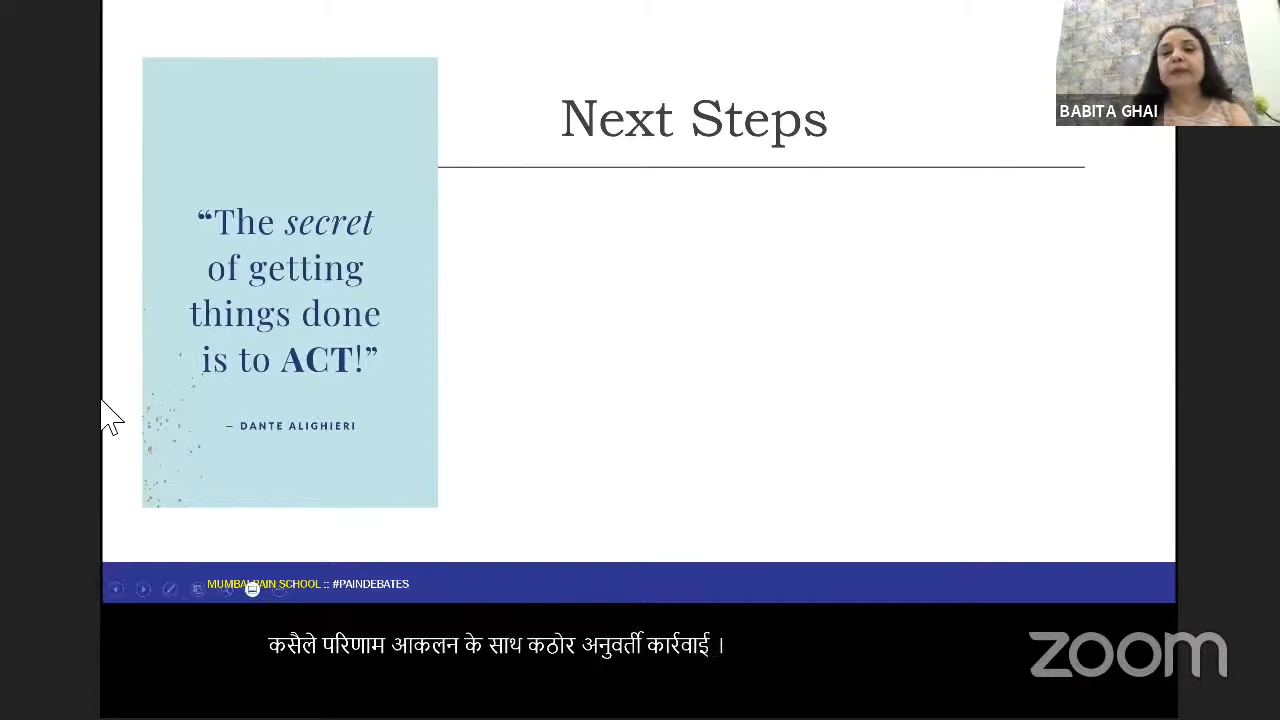 BABITA GHAI
Next Steps
“The secret
of getting
things done
is to ACT!”
– DANTE ALIGHIERI
MUMBAI PAIN SCHOOL :: #PAINDEBATES
कसैले परिणाम आकलन के साथ कठोर अनुवर्ती कार्रवाई ।
zoom